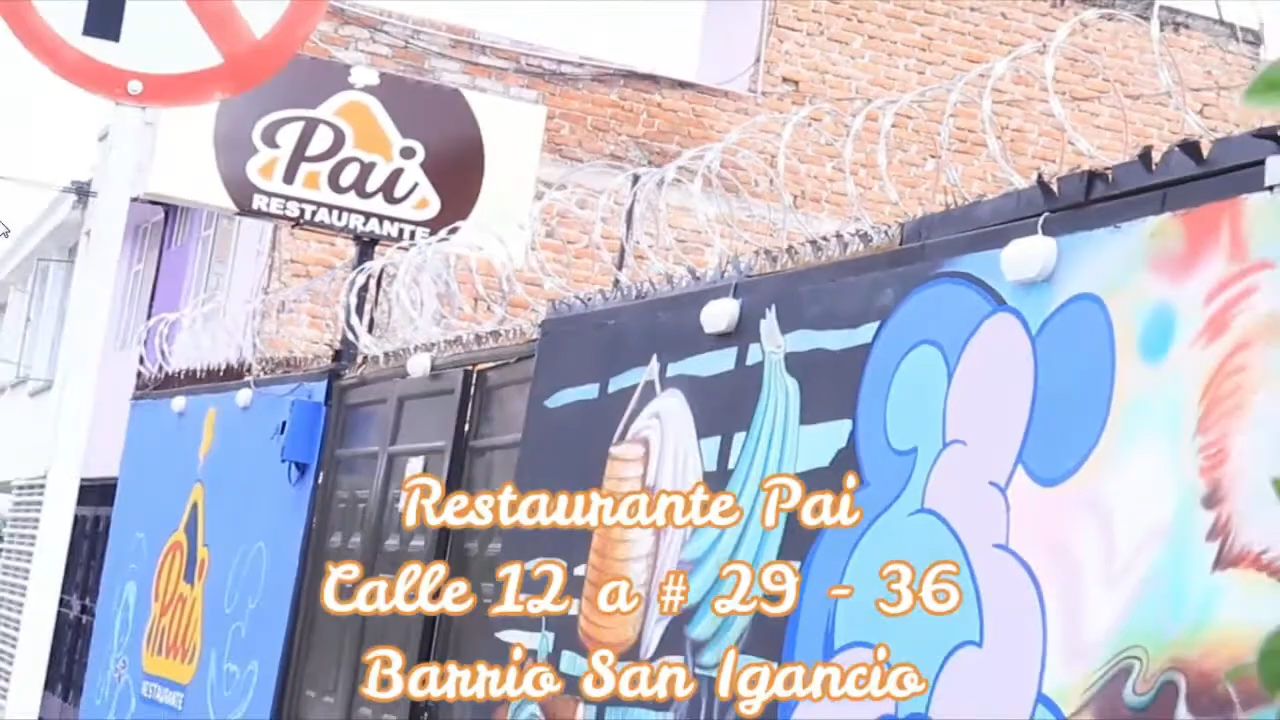 Pai
RESTAURANTE
Pai
RESTAURANTE
Restaurante Pai
Calle 12 a # 29 - 36
Barrio San Igancio